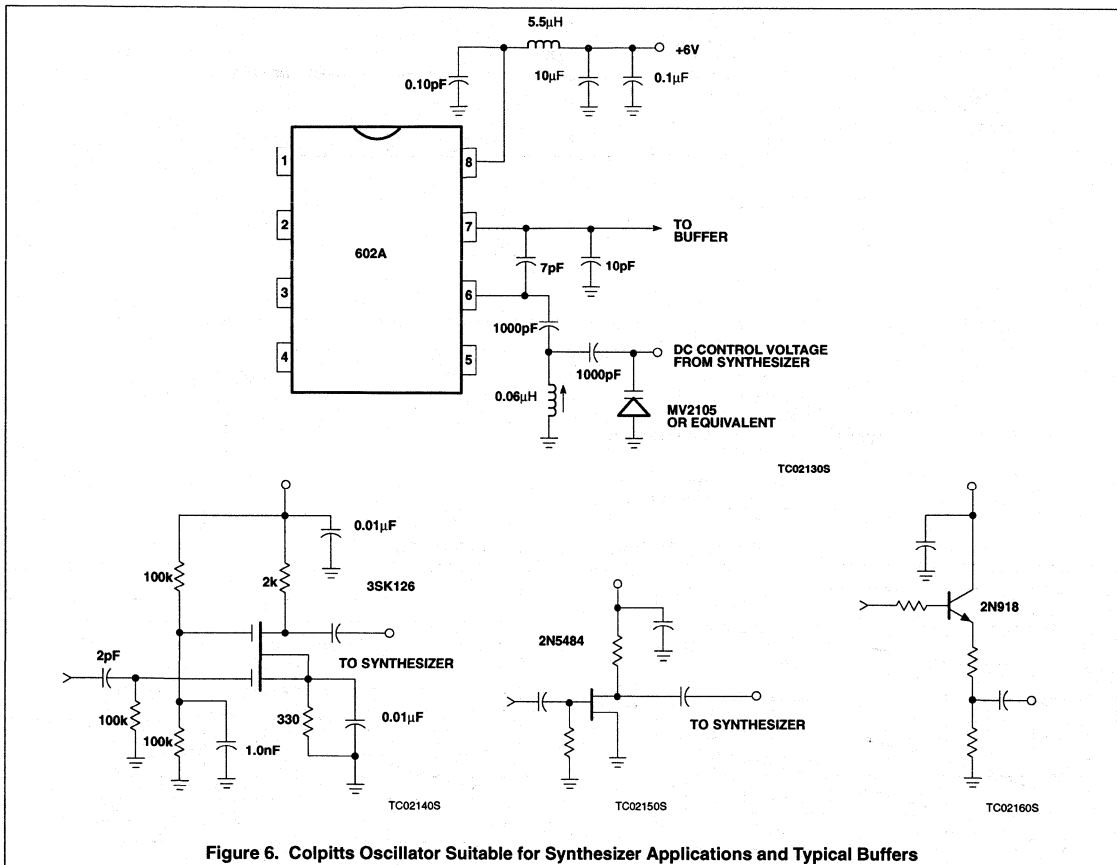 5.5µH
+6V
0.10pF
10µF
0.1µF
1
8
2
7
TO
BUFFER
602A
7pF
10pF
3
6
1000pF
4
5
1000pF
DC CONTROL VOLTAGE
FROM SYNTHESIZER
0.06µH
MV2105
OR EQUIVALENT
TC02130S
0.01µF
100k
2k
3SK126
2N918
2N5484
2pF
TO SYNTHESIZER
100k
100k
330
0.01µF
TO SYNTHESIZER
1.0nF
TC02140S
TC02150S
TC02160S
Figure 6. Colpitts Oscillator Suitable for Synthesizer Applications and Typical Buffers